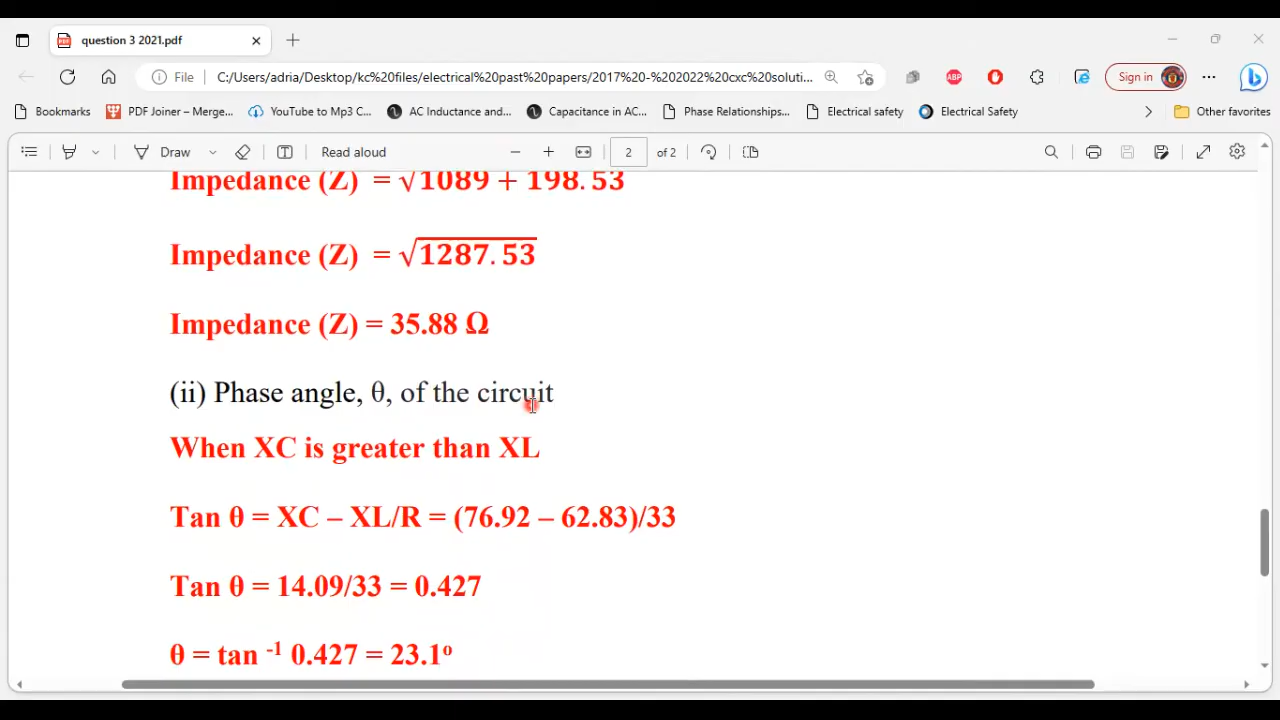 question 3 2021.pdf
File C:/Users/adria/Desktop/kc%20files/electrical%20past%20papers/2017%20-%202022%20cxc%20soluti... Sign in
Bookmarks PDF Joiner – Merge... YouTube to Mp3 C... AC Inductance and... Capacitance in AC... Phase Relationships... Electrical safety Electrical Safety Other favorites
Draw Read aloud 2 of 2
Impedance (Z) = √1089 + 198.53
Impedance (Z) = √1287.53
Impedance (Z) = 35.88 Ω
(ii) Phase angle, θ, of the circuit
When XC is greater than XL
Tan θ = XC – XL/R = (76.92 – 62.83)/33
Tan θ = 14.09/33 = 0.427
θ = tan ⁻¹ 0.427 = 23.1º